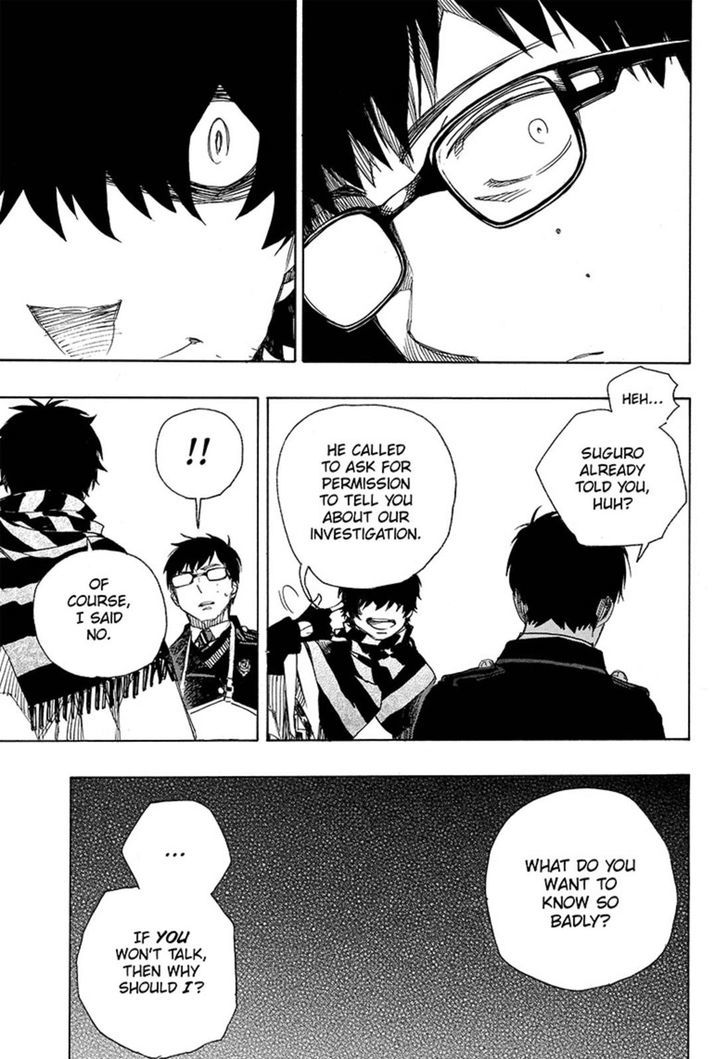 HEH...
SUGURO
ALREADY
TOLD YOU,
HUH?
HE CALLED
TO ASK FOR
PERMISSION
TO TELL YOU
ABOUT OUR
INVESTIGATION.
!!
OF
COURSE,
I SAID
NO.
WHAT DO YOU
WANT TO
KNOW SO
BADLY?
...
IF YOU
WON'T TALK,
THEN WHY
SHOULD I?